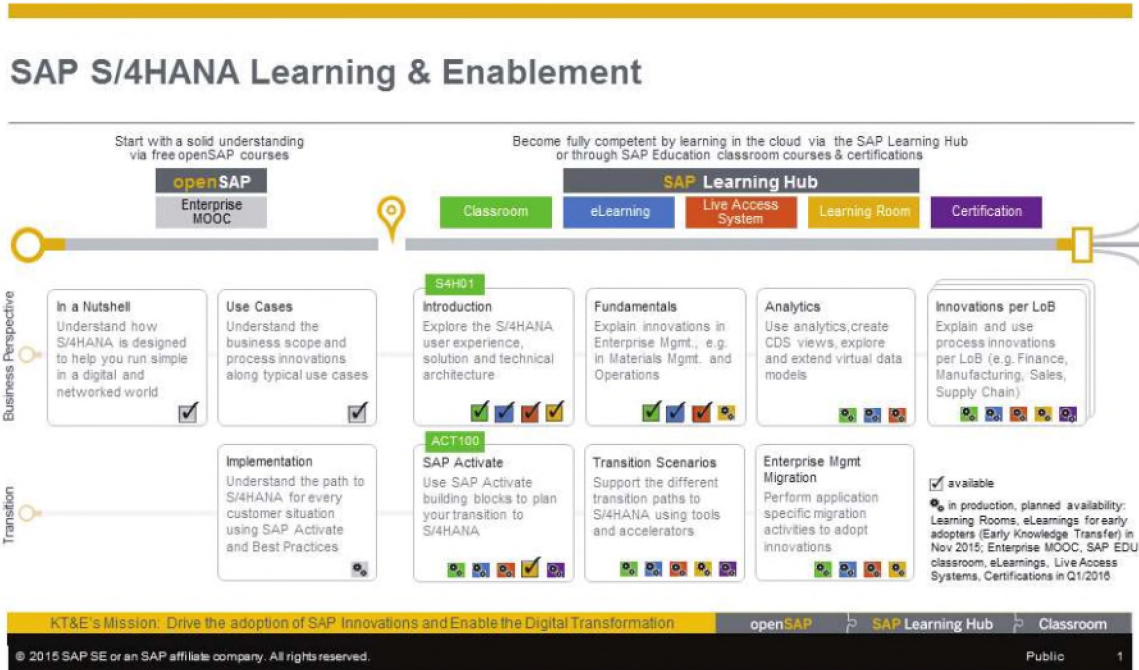 SAP S/4HANA Learning & Enablement
Start with a solid understanding
via free openSAP courses
openSAP
Enterprise
MOOC
Become fully competent by learning in the cloud via the SAP Learning Hub
or through SAP Education classroom courses & certifications
SAP Learning Hub
Classroom
eLearning
Live Access
System
Learning Room
Certification
Business Perspective
In a Nutshell
Understand how
S/4HANA is designed
to help you run simple
in a digital and
networked world
Use Cases
Understand the
business scope and
process innovations
along typical use cases
S4H01
Introduction
Explore the S/4HANA
user experience,
solution and technical
architecture
Fundamentals
Explain innovations in
Enterprise Mgmt., e.g.
in Materials Mgmt. and
Operations
Analytics
Use analytics,create
CDS views, explore
and extend virtual data
models
Innovations per LoB
Explain and use
process innovations
per LoB (e.g. Finance,
Manufacturing, Sales,
Supply Chain)
Transition
Implementation
Understand the path to
S/4HANA for every
customer situation
using SAP Activate
and Best Practices
ACT100
SAP Activate
Use SAP Activate
building blocks to plan
your transition to
S/4HANA
Transition Scenarios
Support the different
transition paths to
S/4HANA using tools
and accelerators
Enterprise Mgmt
Migration
Perform application
specific migration
activities to adopt
innovations
available
in production, planned availability:
Learning Rooms, eLearnings for early
adopters (Early Knowledge Transfer) in
Nov 2015; Enterprise MOOC, SAP EDU
classroom, eLearnings, Live Access
Systems, Certifications in Q1/2016
KT&E's Mission: Drive the adoption of SAP Innovations and Enable the Digital Transformation
openSAP
SAP Learning Hub
Classroom
© 2015 SAP SE or an SAP affiliate company. All rights reserved.
Public
1